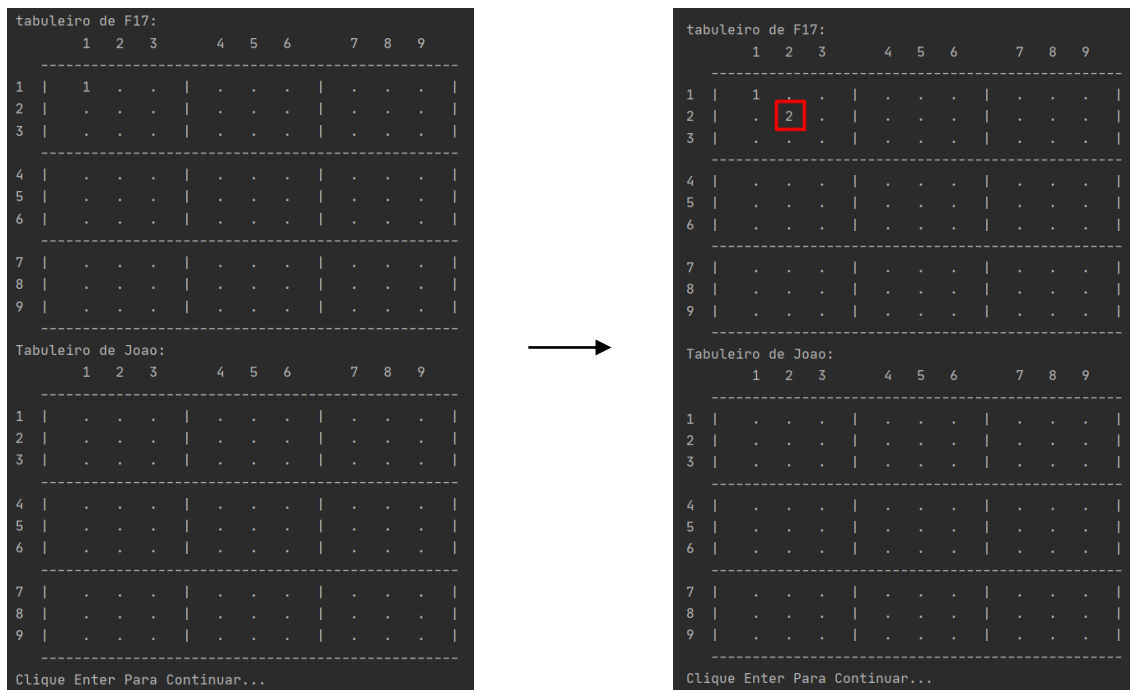 tabuleiro de F17:
1 2 3 4 5 6 7 8 9
-------------------------------------------------
1 | 1 . . | . . . | . . . |
2 | . . . | . . . | . . . |
3 | . . . | . . . | . . . |
-------------------------------------------------
4 | . . . | . . . | . . . |
5 | . . . | . . . | . . . |
6 | . . . | . . . | . . . |
-------------------------------------------------
7 | . . . | . . . | . . . |
8 | . . . | . . . | . . . |
9 | . . . | . . . | . . . |
-------------------------------------------------
Tabuleiro de Joao:
1 2 3 4 5 6 7 8 9
-------------------------------------------------
1 | . . . | . . . | . . . |
2 | . . . | . . . | . . . |
3 | . . . | . . . | . . . |
-------------------------------------------------
4 | . . . | . . . | . . . |
5 | . . . | . . . | . . . |
6 | . . . | . . . | . . . |
-------------------------------------------------
7 | . . . | . . . | . . . |
8 | . . . | . . . | . . . |
9 | . . . | . . . | . . . |
-------------------------------------------------
Clique Enter Para Continuar...
tabuleiro de F17:
1 2 3 4 5 6 7 8 9
-------------------------------------------------
1 | 1 . . | . . . | . . . |
2 | . 2 . | . . . | . . . |
3 | . . . | . . . | . . . |
-------------------------------------------------
4 | . . . | . . . | . . . |
5 | . . . | . . . | . . . |
6 | . . . | . . . | . . . |
-------------------------------------------------
7 | . . . | . . . | . . . |
8 | . . . | . . . | . . . |
9 | . . . | . . . | . . . |
-------------------------------------------------
Tabuleiro de Joao:
1 2 3 4 5 6 7 8 9
-------------------------------------------------
1 | . . . | . . . | . . . |
2 | . . . | . . . | . . . |
3 | . . . | . . . | . . . |
-------------------------------------------------
4 | . . . | . . . | . . . |
5 | . . . | . . . | . . . |
6 | . . . | . . . | . . . |
-------------------------------------------------
7 | . . . | . . . | . . . |
8 | . . . | . . . | . . . |
9 | . . . | . . . | . . . |
-------------------------------------------------
Clique Enter Para Continuar...